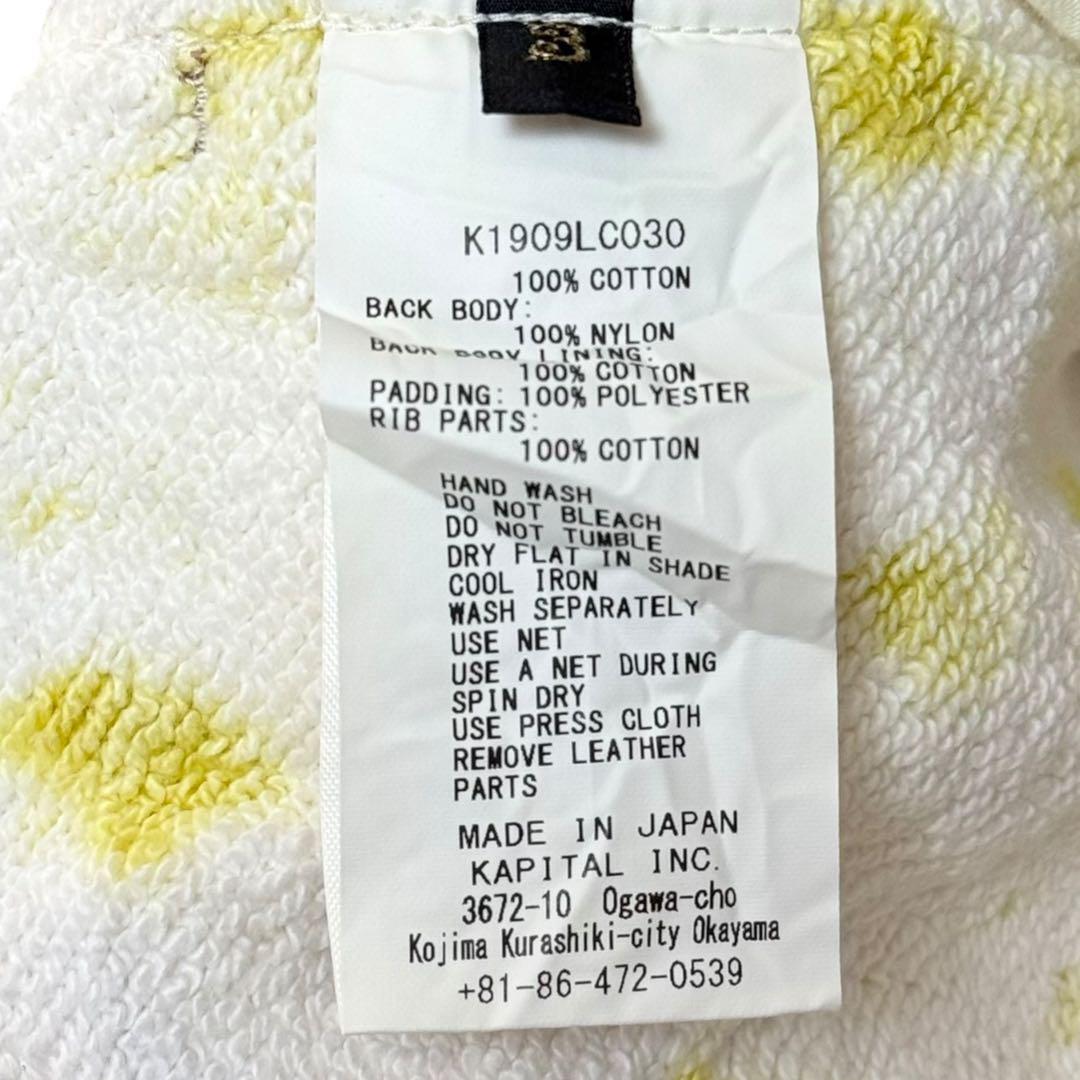 K1909LC030
100% COTTON
BACK BODY:
100% NYLON
BACK BODY LINING:
100% COTTON
PADDING: 100% POLYESTER
RIB PARTS:
100% COTTON
HAND WASH
DO NOT BLEACH
DO NOT TUMBLE
DRY FLAT IN SHADE
COOL IRON
WASH SEPARATELY
USE NET
USE A NET DURING
SPIN DRY
USE PRESS CLOTH
REMOVE LEATHER
PARTS
MADE IN JAPAN
KAPITAL INC.
3672-10 Ogawa-cho
Kojima Kurashiki-city Okayama
+81-86-472-0539